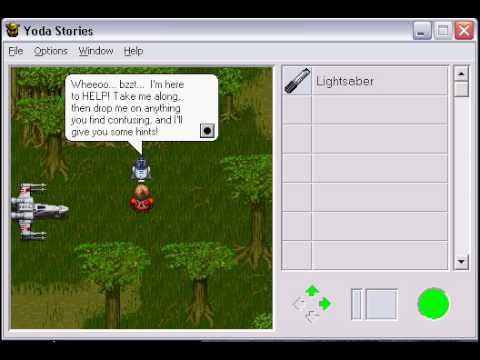 Yoda Stories
File Options Window Help
Wheeoo... bzzt... I'm here
to HELP! Take me along,
then drop me on anything
you find confusing, and I'll
give you some hints!
Lightsaber